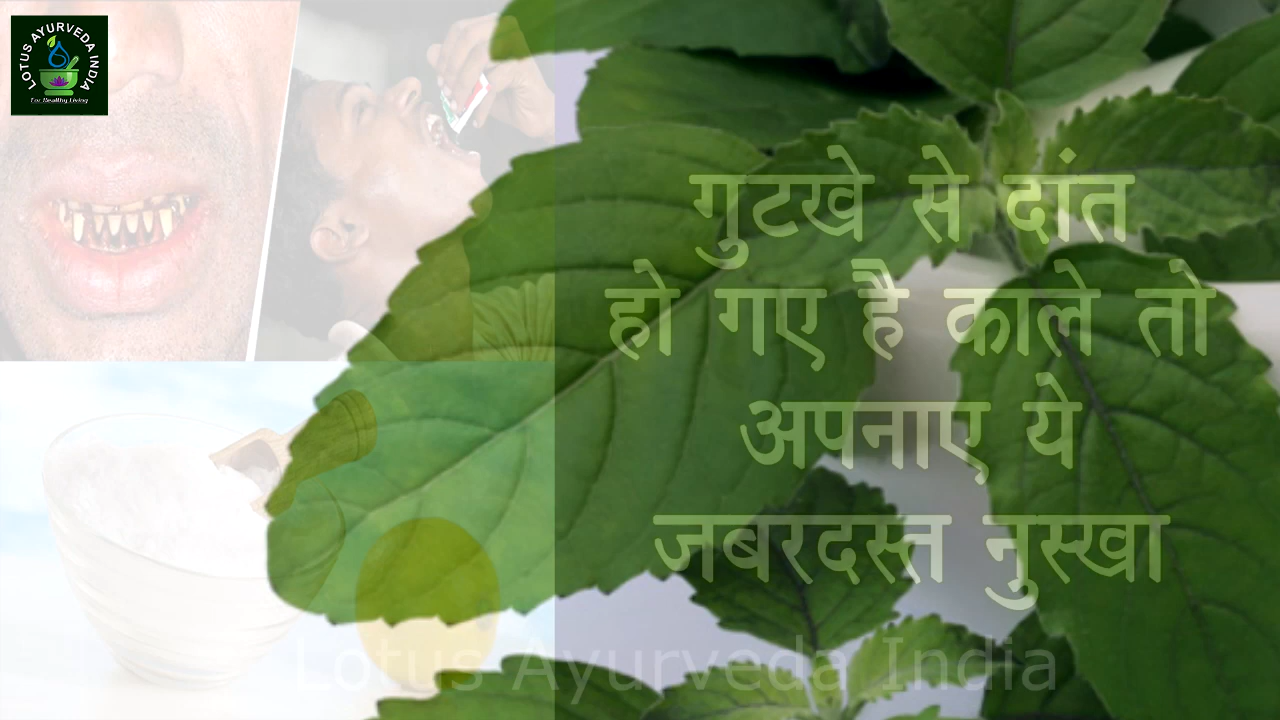 LOTUS AYURVEDA INDIA
For Healthy Living
गुटखे से दांत
हो गए है काले तो
अपनाए ये
जबरदस्त नुस्खा
Lotus Ayurveda India